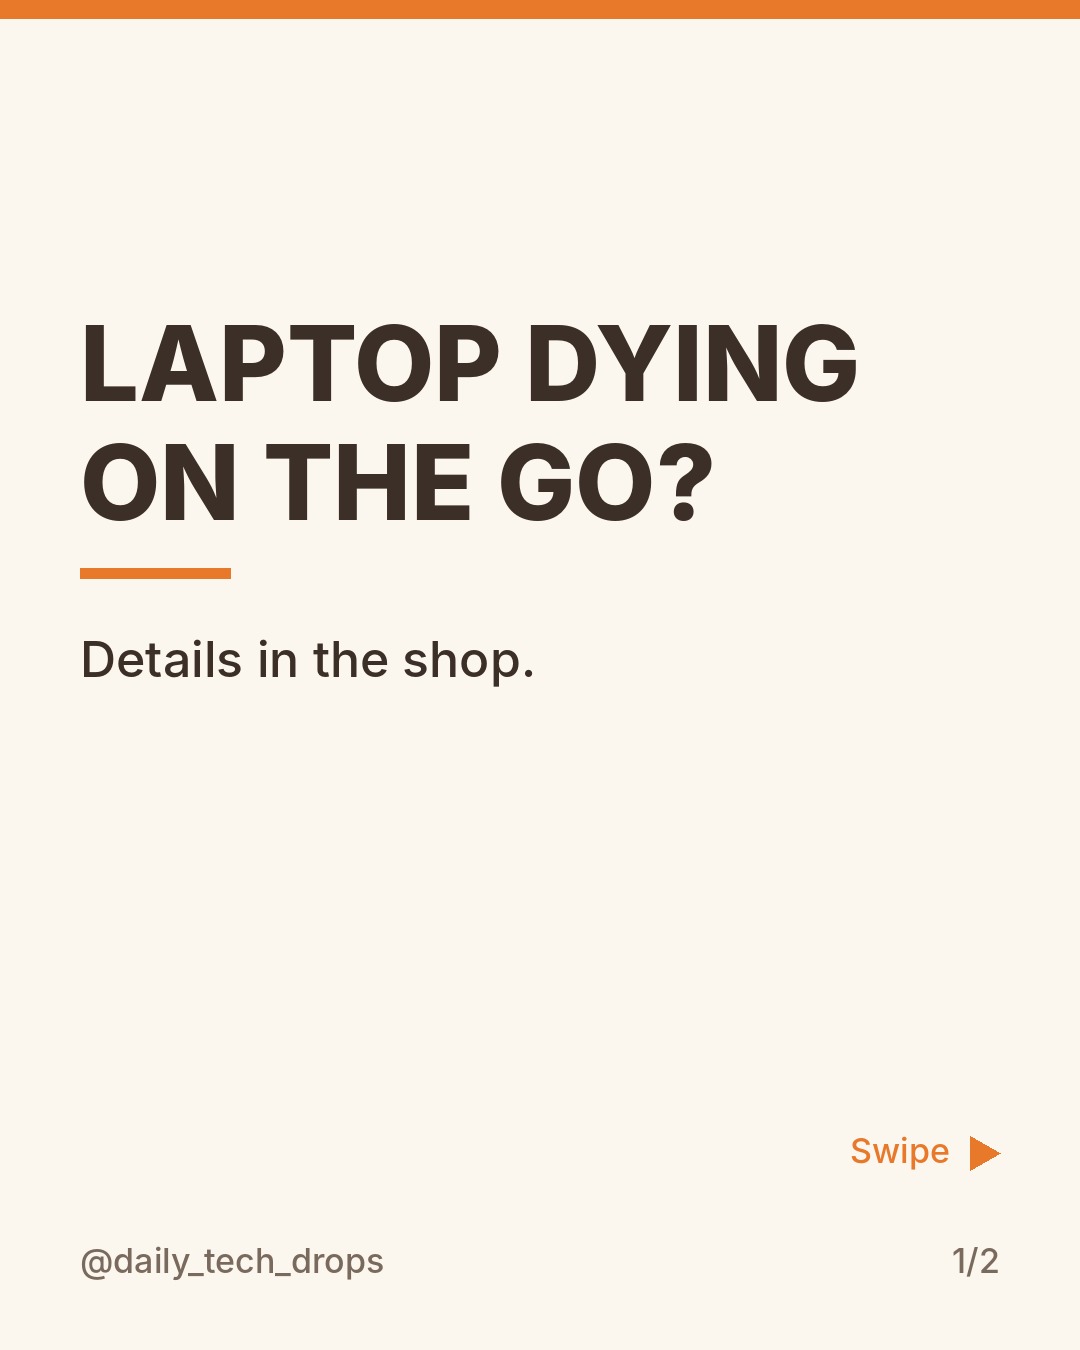 LAPTOP DYING
ON THE GO?
Details in the shop.
Swipe
@daily_tech_drops
1/2